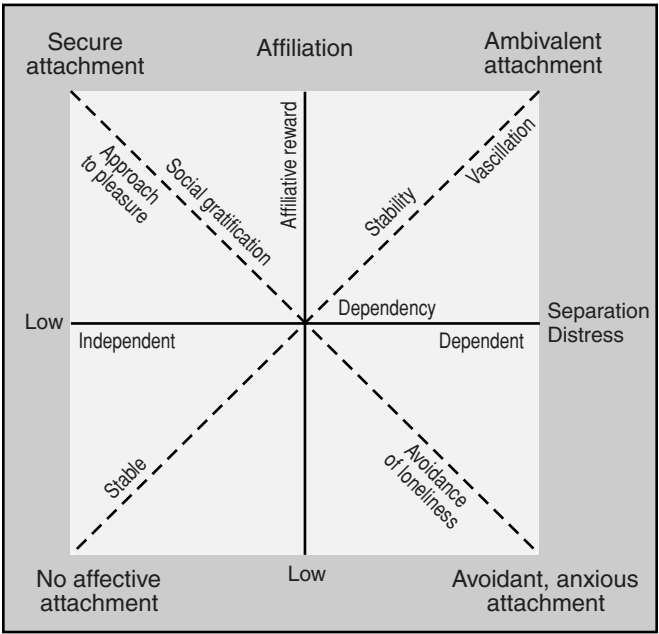 Secure
attachment
Affiliation
Ambivalent
attachment
Approach
to pleasure
Social gratification
Affiliative reward
Stability
Vascillation
Low
Dependency
Separation
Distress
Independent
Dependent
Stable
Avoidance
of loneliness
No affective
attachment
Low
Avoidant, anxious
attachment